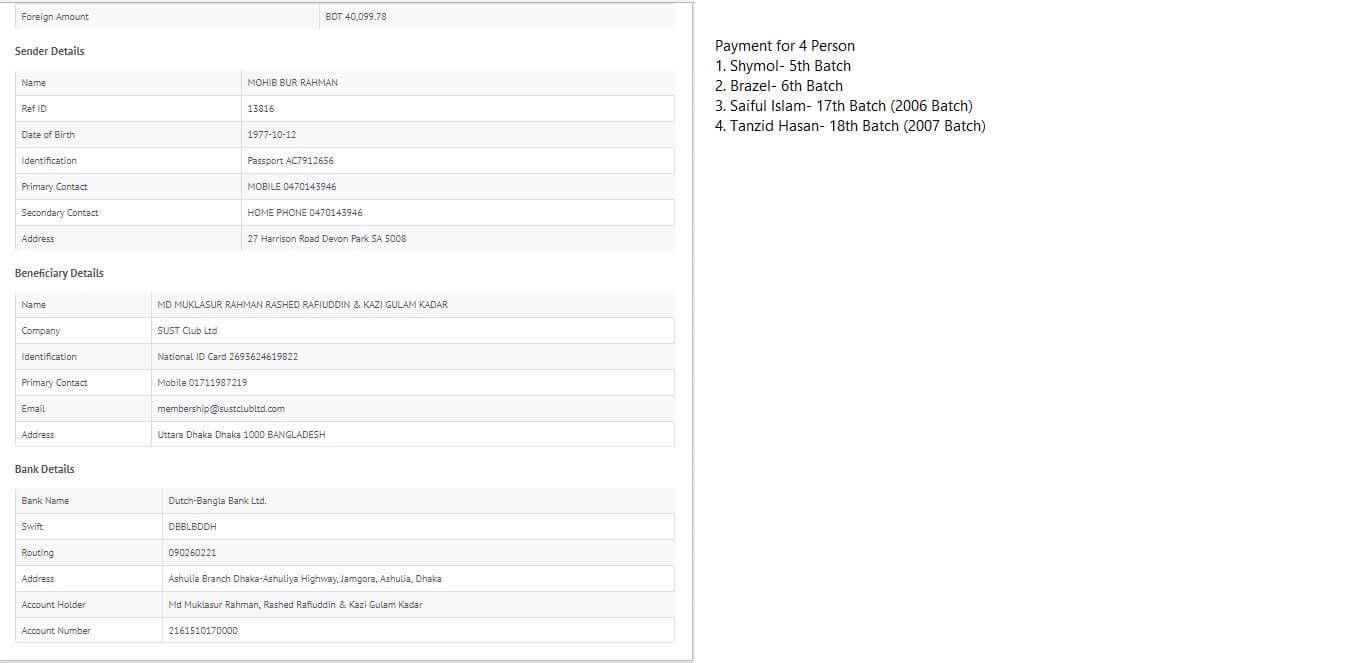 Foreign Amount BDT 40,099.78
Sender Details
Name MOHIB BUR RAHMAN
Ref ID 13816
Date of Birth 1977-10-12
Identification Passport AC7912656
Primary Contact MOBILE 0470143946
Secondary Contact HOME PHONE 0470143946
Address 27 Harrison Road Devon Park SA 5008
Beneficiary Details
Name MD MUKLASUR RAHMAN RASHED RAFIUDDIN & KAZI GULAM KADAR
Company SUST Club Ltd
Identification National ID Card 2693624619822
Primary Contact Mobile 01711987219
Email membership@sustclubltd.com
Address Uttara Dhaka Dhaka 1000 BANGLADESH
Bank Details
Bank Name Dutch-Bangla Bank Ltd.
Swift DBBLBDDH
Routing 090260221
Address Ashulia Branch Dhaka-Ashuliya Highway, Jamgora, Ashulia, Dhaka
Account Holder Md Muklasur Rahman, Rashed Rafiuddin & Kazi Gulam Kadar
Account Number 2161510170000
Payment for 4 Person
1. Shymol- 5th Batch
2. Brazel- 6th Batch
3. Saiful Islam- 17th Batch (2006 Batch)
4. Tanzid Hasan- 18th Batch (2007 Batch)